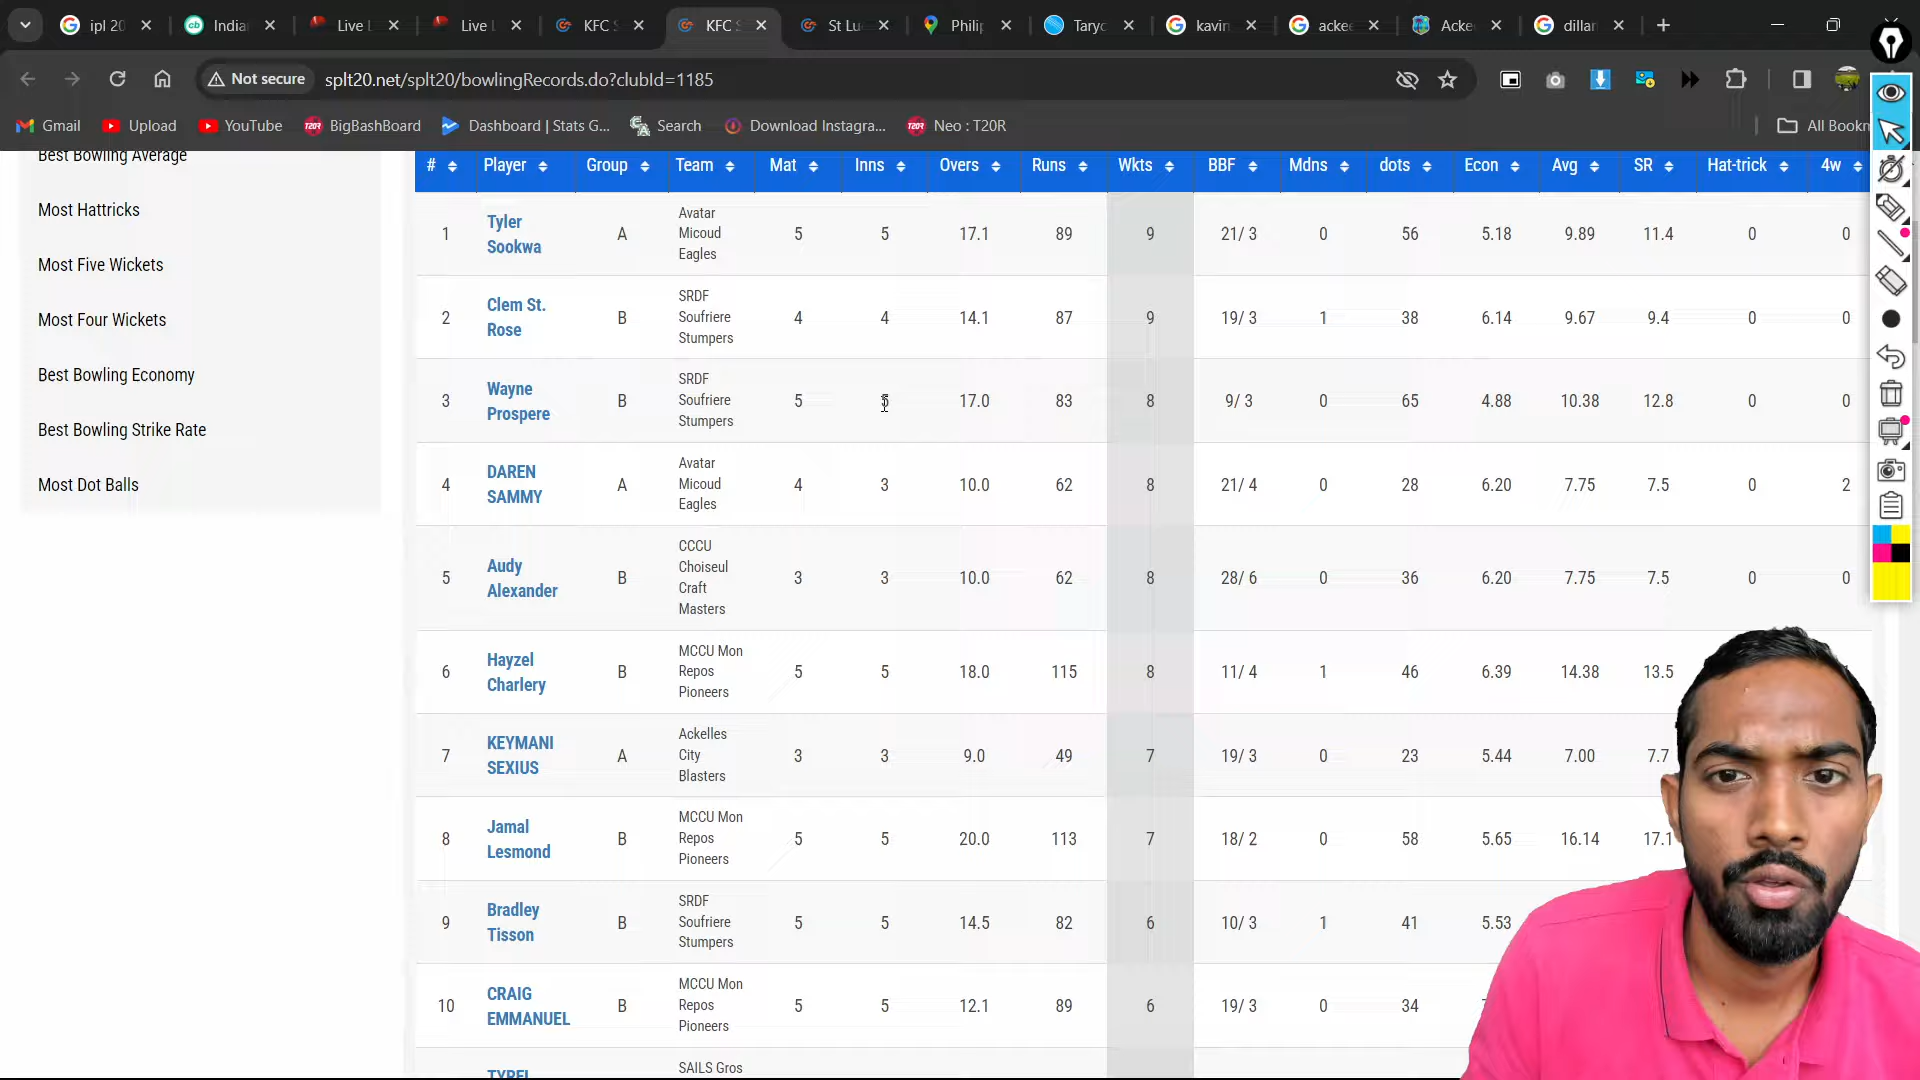 ipl 20
India
Live
Live
KFC
KFC
St Lu
Philip
Taryc
kavin
ackee
Acke
dillar
Not secure
splt20.net/splt20/bowlingRecords.do?clubId=1185
Gmail
Upload
YouTube
BigBashBoard
Dashboard | Stats G...
Search
Download Instagra...
Neo : T20R
All Bookm
Best Bowling Average
Most Hattricks
Most Five Wickets
Most Four Wickets
Best Bowling Economy
Best Bowling Strike Rate
Most Dot Balls
# Player Group Team Mat Inns Overs Runs Wkts BBF Mdns dots Econ Avg SR Hat-trick 4w
1 Tyler Sookwa A Avatar Micoud Eagles 5 5 17.1 89 9 21/ 3 0 56 5.18 9.89 11.4 0 0
2 Clem St. Rose B SRDF Soufriere Stumpers 4 4 14.1 87 9 19/ 3 1 38 6.14 9.67 9.4 0 0
3 Wayne Prospere B SRDF Soufriere Stumpers 5 5 17.0 83 8 9/ 3 0 65 4.88 10.38 12.8 0 0
4 DAREN SAMMY A Avatar Micoud Eagles 4 3 10.0 62 8 21/ 4 0 28 6.20 7.75 7.5 0 2
5 Audy Alexander B CCCU Choiseul Craft Masters 3 3 10.0 62 8 28/ 6 0 36 6.20 7.75 7.5 0 0
6 Hayzel Charlery B MCCU Mon Repos Pioneers 5 5 18.0 115 8 11/ 4 1 46 6.39 14.38 13.5
7 KEYMANI SEXIUS A Ackelles City Blasters 3 3 9.0 49 7 19/ 3 0 23 5.44 7.00 7.7
8 Jamal Lesmond B MCCU Mon Repos Pioneers 5 5 20.0 113 7 18/ 2 0 58 5.65 16.14 17.1
9 Bradley Tisson B SRDF Soufriere Stumpers 5 5 14.5 82 6 10/ 3 1 41 5.53
10 CRAIG EMMANUEL B MCCU Mon Repos Pioneers 5 5 12.1 89 6 19/ 3 0 34
TYREL SAILS Gros